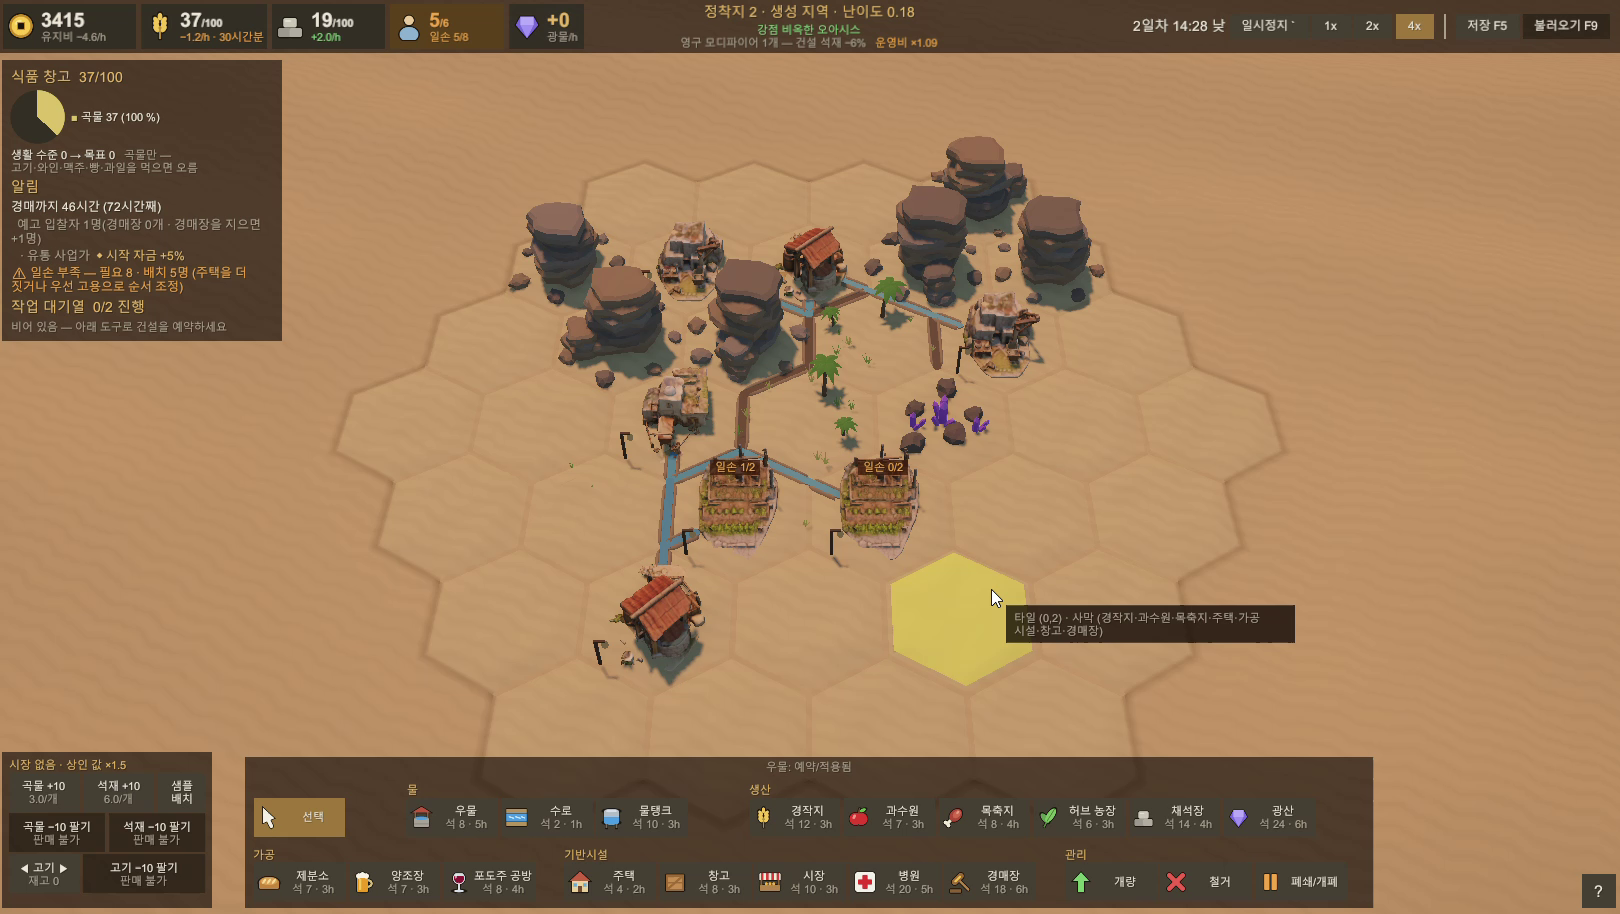 3415
유지비 −4.6/h
37/100
−1.2/h · 30시간분
19/100
+2.0/h
5/6
일손 5/8
+0
광물/h
정착지 2 · 생성 지역 · 난이도 0.18
강점 비옥한 오아시스
영구 모디파이어 1개 — 건설 석재 −6% 운영비 ×1.09
2일차 14:28 낮
일시정지 `
1x
2x
4x
저장 F5
불러오기 F9
식품 창고 37/100
곡물 37 (100 %)
생활 수준 0 → 목표 0 곡물만 —
고기·와인·맥주·빵·과일을 먹으면 오름
알림
경매까지 46시간 (72시간째)
예고 입찰자 1명(경매장 0개 · 경매장을 지으면
+1명)
· 유통 사업가 ◆ 시작 자금 +5%
⚠ 일손 부족 — 필요 8 · 배치 5명 (주택을 더
짓거나 우선 고용으로 순서 조정)
작업 대기열 0/2 진행
비어 있음 — 아래 도구로 건설을 예약하세요
일손 1/2
일손 0/2
타일 (0,2) · 사막 (경작지·과수원·목축지·주택·가공
시설·창고·경매장)
시장 없음 · 상인 값 ×1.5
곡물 +10
3.0/개
석재 +10
6.0/개
샘플
배치
곡물 −10 팔기
판매 불가
석재 −10 팔기
판매 불가
◀ 고기 ▶
재고 0
고기 −10 팔기
판매 불가
우물: 예약/적용됨
선택
물
우물
석 8 · 5h
수로
석 2 · 1h
물탱크
석 10 · 3h
생산
경작지
석 12 · 3h
과수원
석 7 · 3h
목축지
석 8 · 4h
허브 농장
석 6 · 3h
채석장
석 14 · 4h
광산
석 24 · 6h
가공
제분소
석 7 · 3h
양조장
석 7 · 3h
포도주 공방
석 8 · 4h
기반시설
주택
석 4 · 2h
창고
석 8 · 3h
시장
석 10 · 3h
병원
석 20 · 5h
경매장
석 18 · 6h
관리
개량
철거
폐쇄/개폐
?